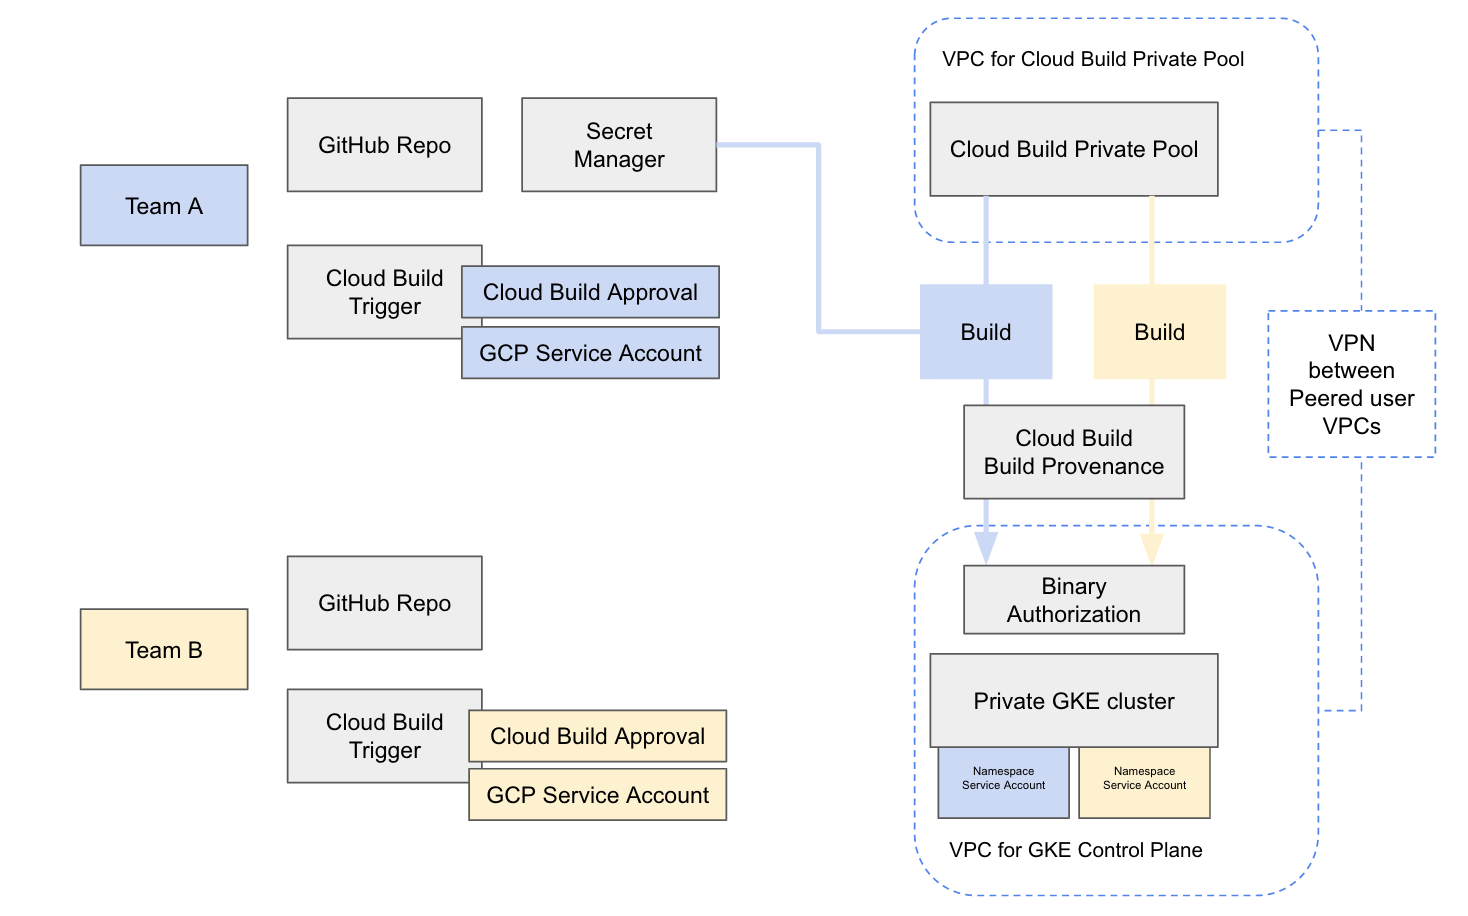 VPC for Cloud Build Private Pool
GitHub Repo
Secret
Manager
Cloud Build Private Pool
Team A
Cloud Build
Trigger
Cloud Build Approval
GCP Service Account
Build
Build
VPN
between
Peered user
VPCs
Cloud Build
Build Provenance
GitHub Repo
Binary
Authorization
Team B
Cloud Build
Trigger
Cloud Build Approval
GCP Service Account
Private GKE cluster
Namespace
Service Account
Namespace
Service Account
VPC for GKE Control Plane